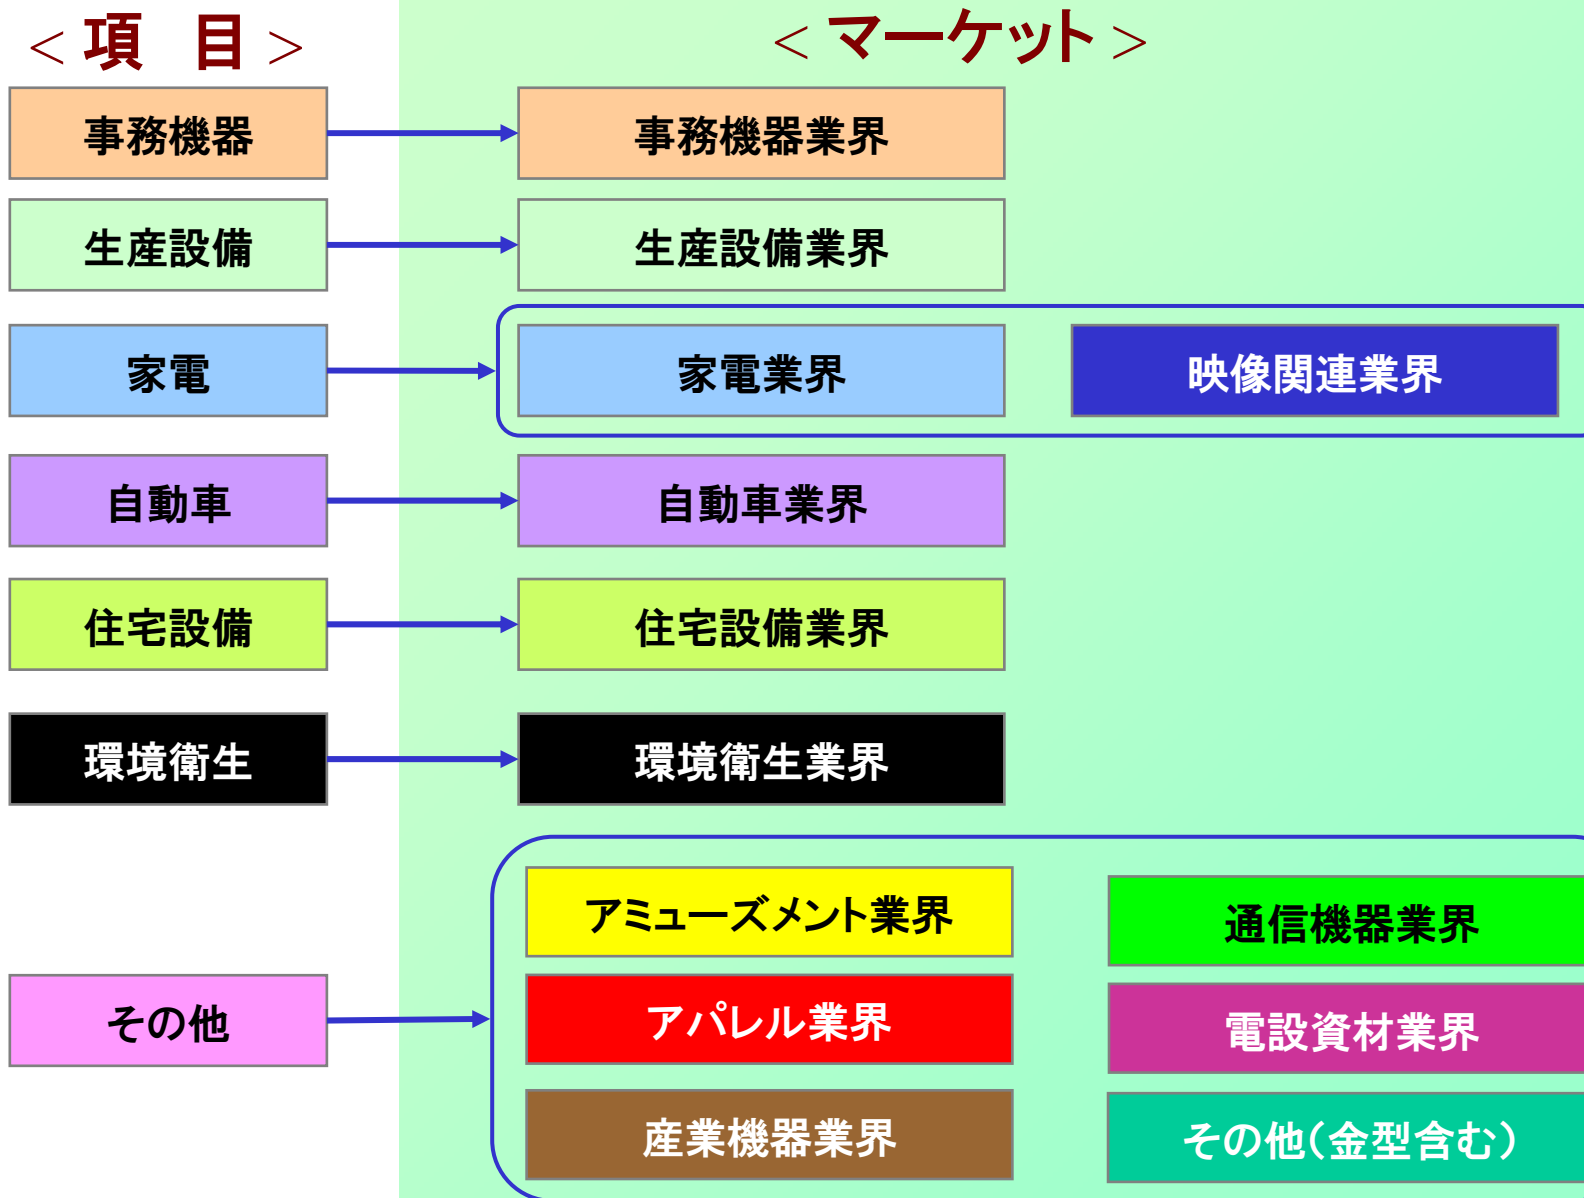 ＜項　目＞
＜マーケット＞
事務機器
事務機器業界
生産設備
生産設備業界
家電
家電業界
映像関連業界
自動車
自動車業界
住宅設備
住宅設備業界
環境衛生
環境衛生業界
その他
アミューズメント業界
通信機器業界
アパレル業界
電設資材業界
産業機器業界
その他（金型含む）